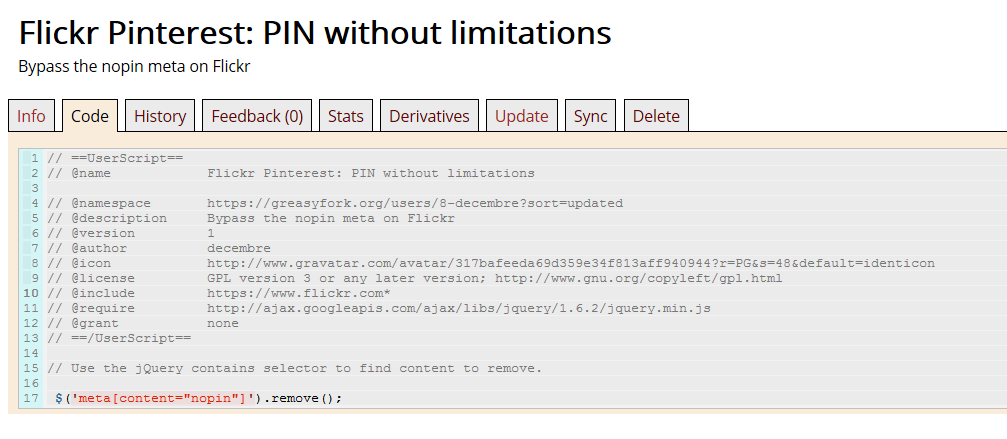 Flickr Pinterest: PIN without limitations
Bypass the nopin meta on Flickr
Info Code History Feedback (0) Stats Derivatives Update Sync Delete
1 // ==UserScript==
2 // @name Flickr Pinterest: PIN without limitations
3
4 // @namespace https://greasyfork.org/users/8-decembre?sort=updated
5 // @description Bypass the nopin meta on Flickr
6 // @version 1
7 // @author decembre
8 // @icon http://www.gravatar.com/avatar/317bafeeda69d359e34f813aff940944?r=PG&s=48&default=identicon
9 // @license GPL version 3 or any later version; http://www.gnu.org/copyleft/gpl.html
10 // @include https://www.flickr.com*
11 // @require http://ajax.googleapis.com/ajax/libs/jquery/1.6.2/jquery.min.js
12 // @grant none
13 // ==/UserScript==
14
15 // Use the jQuery contains selector to find content to remove.
16
17 $('meta[content="nopin"]').remove();